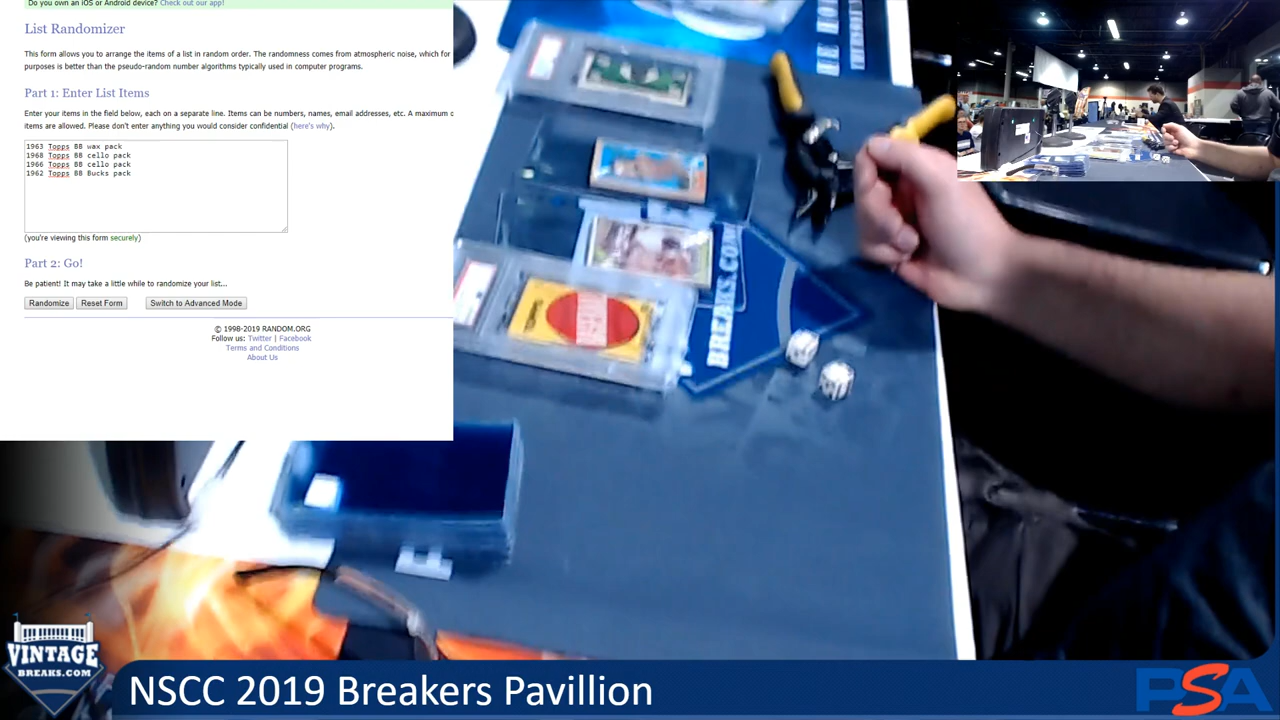 Do you own an iOS or Android device? Check out our app!
List Randomizer
This form allows you to arrange the items of a list in random order. The randomness comes from atmospheric noise, which for
purposes is better than the pseudo-random number algorithms typically used in computer programs.
Part 1: Enter List Items
Enter your items in the field below, each on a separate line. Items can be numbers, names, email addresses, etc. A maximum
items are allowed. Please don't enter anything you would consider confidential (here's why).
1963 Topps BB wax pack
1968 Topps BB cello pack
1966 Topps BB cello pack
1962 Topps BB Bucks pack
(you're viewing this form securely)
Part 2: Go!
Be patient! It may take a little while to randomize your list...
Randomize Reset Form Switch to Advanced Mode
© 1998-2019 RANDOM.ORG
Follow us: Twitter | Facebook
Terms and Conditions
About Us
BREAKS.COM
VINTAGE
BREAKS.COM
NSCC 2019 Breakers Pavillion
PSA